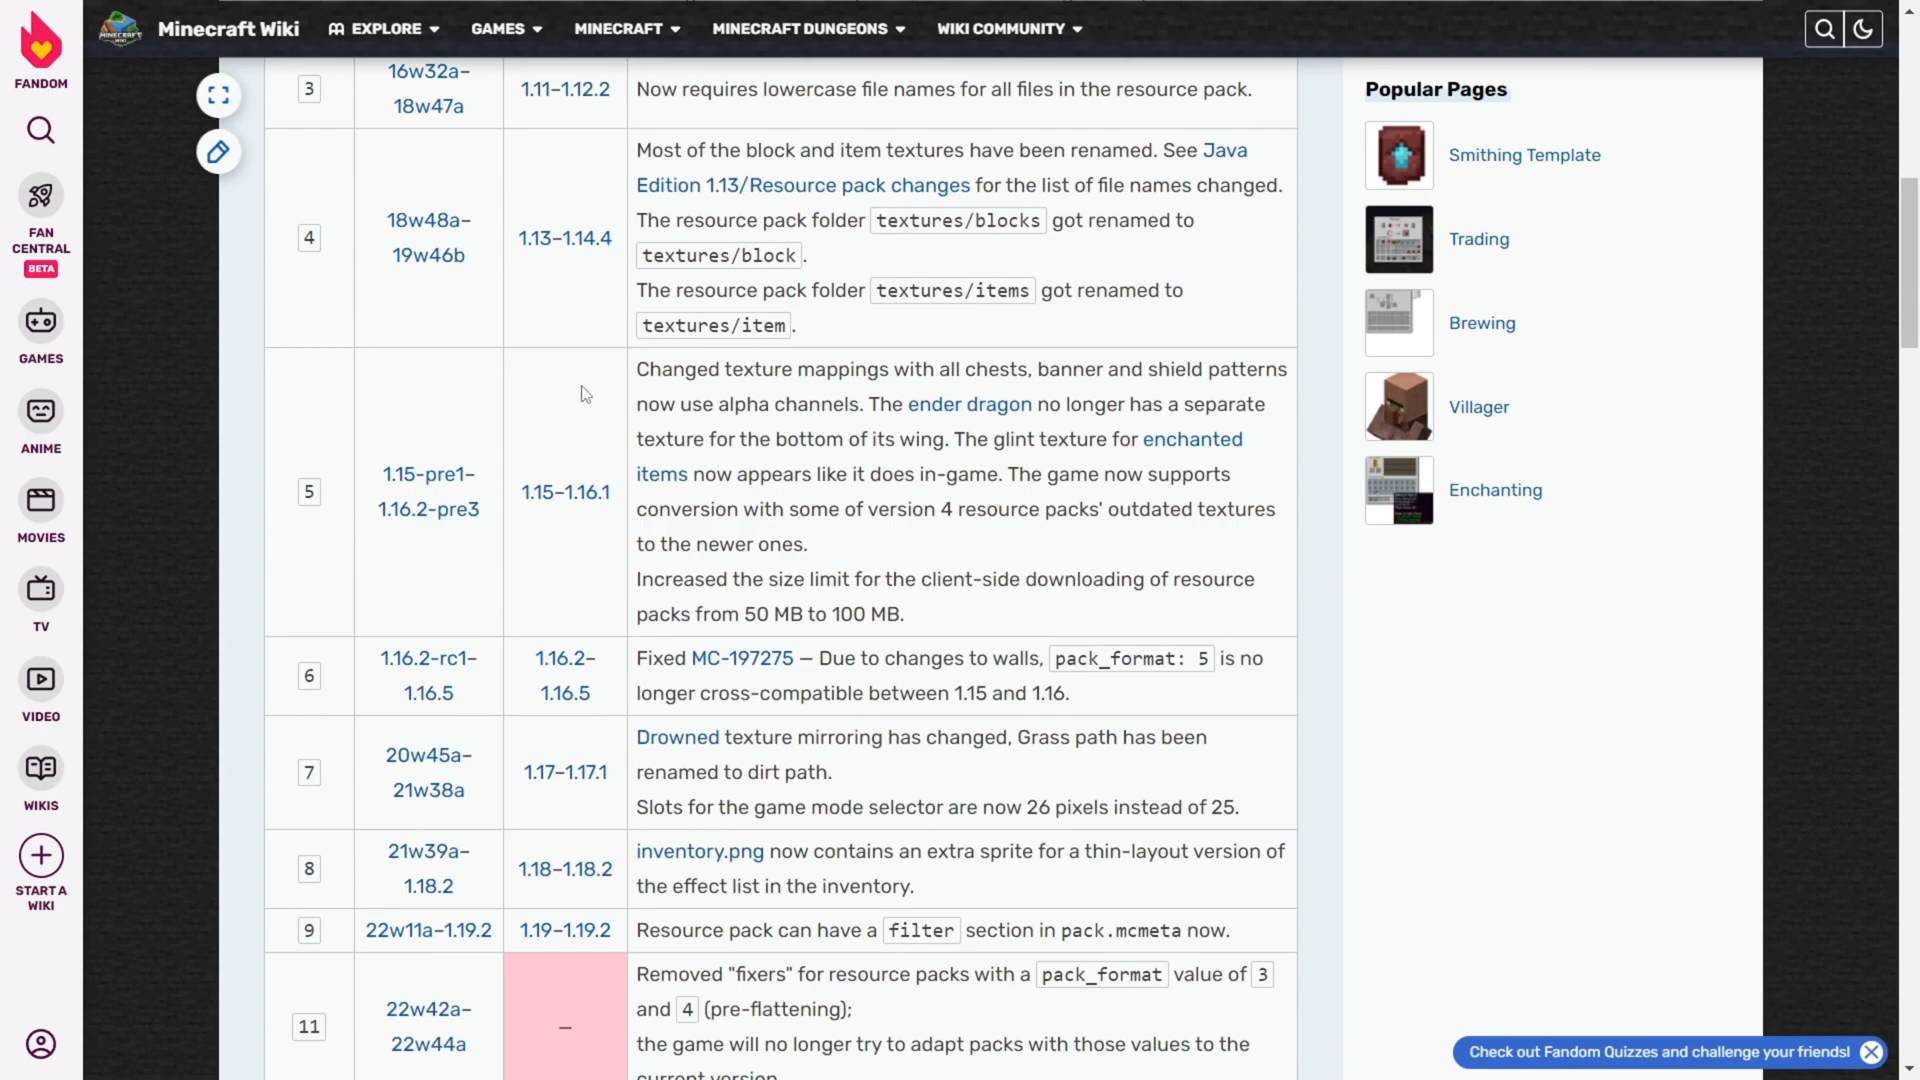 Minecraft Wiki
EXPLORE
GAMES
MINECRAFT
MINECRAFT DUNGEONS
WIKI COMMUNITY
FANDOM
FAN
CENTRAL
BETA
GAMES
ANIME
MOVIES
TV
VIDEO
WIKIS
START A
WIKI
3
16w32a–
18w47a
1.11–1.12.2
Now requires lowercase file names for all files in the resource pack.
4
18w48a–
19w46b
1.13–1.14.4
Most of the block and item textures have been renamed. See Java
Edition 1.13/Resource pack changes for the list of file names changed.
The resource pack folder textures/blocks got renamed to
textures/block.
The resource pack folder textures/items got renamed to
textures/item.
5
1.15-pre1–
1.16.2-pre3
1.15–1.16.1
Changed texture mappings with all chests, banner and shield patterns
now use alpha channels. The ender dragon no longer has a separate
texture for the bottom of its wing. The glint texture for enchanted
items now appears like it does in-game. The game now supports
conversion with some of version 4 resource packs' outdated textures
to the newer ones.
Increased the size limit for the client-side downloading of resource
packs from 50 MB to 100 MB.
6
1.16.2-rc1–
1.16.5
1.16.2–
1.16.5
Fixed MC-197275 — Due to changes to walls, pack_format: 5 is no
longer cross-compatible between 1.15 and 1.16.
7
20w45a–
21w38a
1.17–1.17.1
Drowned texture mirroring has changed, Grass path has been
renamed to dirt path.
Slots for the game mode selector are now 26 pixels instead of 25.
8
21w39a–
1.18.2
1.18–1.18.2
inventory.png now contains an extra sprite for a thin-layout version of
the effect list in the inventory.
9
22w11a–1.19.2
1.19–1.19.2
Resource pack can have a filter section in pack.mcmeta now.
11
22w42a–
22w44a
–
Removed "fixers" for resource packs with a pack_format value of 3
and 4 (pre-flattening);
the game will no longer try to adapt packs with those values to the
current version.
Popular Pages
Smithing Template
Trading
Brewing
Villager
Enchanting
Check out Fandom Quizzes and challenge your friends!